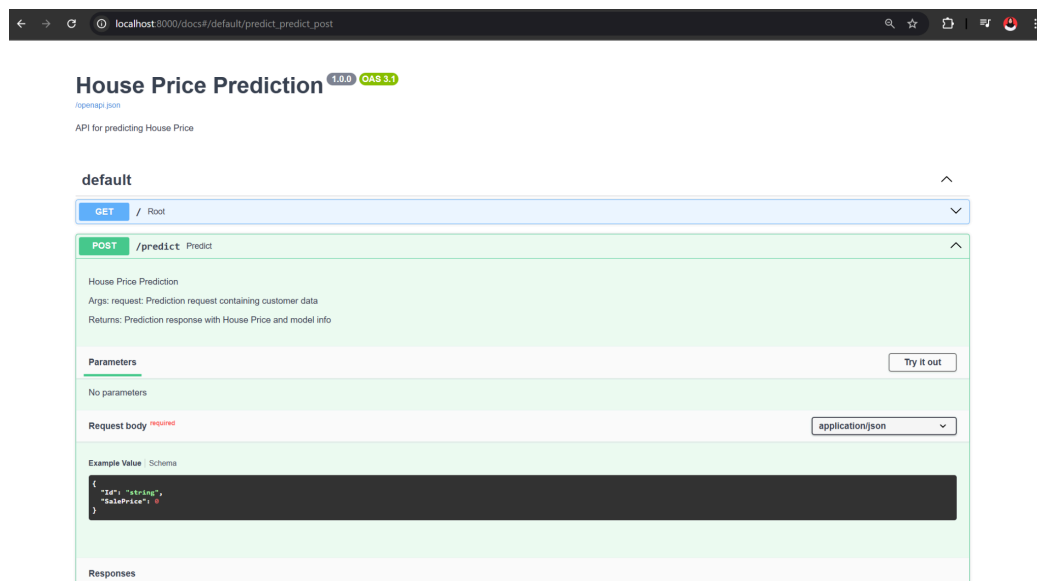 localhost:8000/docs#/default/predict_predict_post
House Price Prediction 1.0.0 OAS 3.1
/openapi.json
API for predicting House Price
default
GET / Root
POST /predict Predict
House Price Prediction
Args: request: Prediction request containing customer data
Returns: Prediction response with House Price and model info
Parameters
Try it out
No parameters
Request body required
application/json
Example Value Schema
{
"Id": "string",
"SalePrice": 0
}
Responses